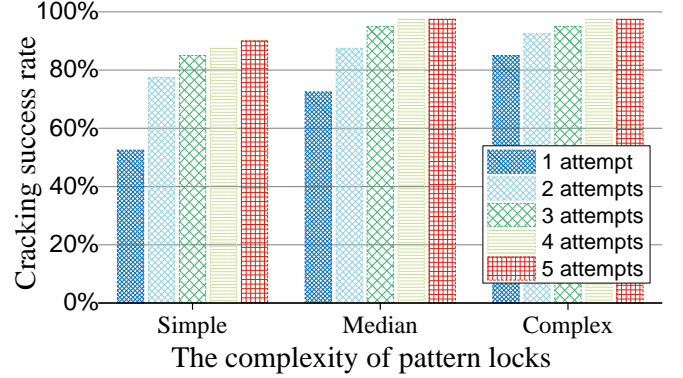 100%
80%
60%
40%
20%
0%
Cracking success rate
1 attempt
2 attempts
3 attempts
4 attempts
5 attempts
Simple
Median
Complex
The complexity of pattern locks